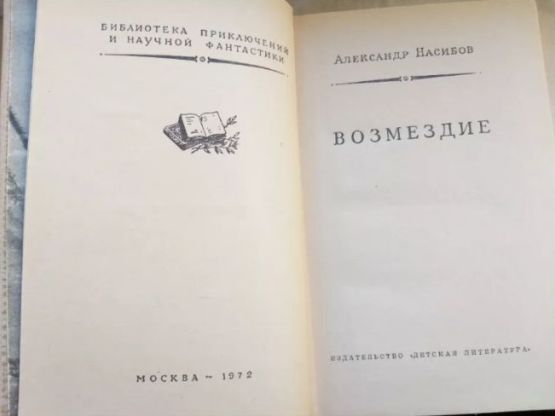 БИБЛИОТЕКА ПРИКЛЮЧЕНИЙ
И НАУЧНОЙ ФАНТАСТИКИ
МОСКВА – 1972
АЛЕКСАНДР НАСИБОВ
ВОЗМЕЗДИЕ
ИЗДАТЕЛЬСТВО «ДЕТСКАЯ ЛИТЕРАТУРА»